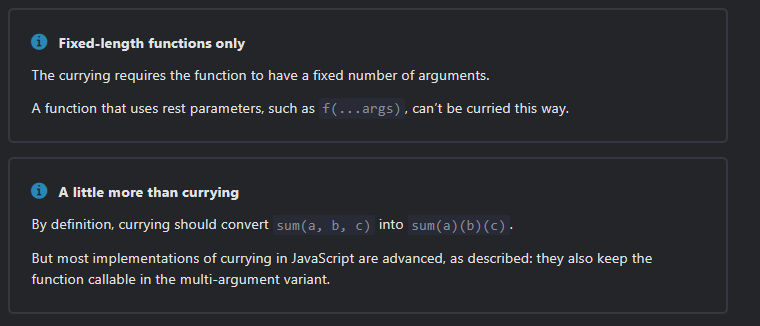 Fixed-length functions only
The currying requires the function to have a fixed number of arguments.
A function that uses rest parameters, such as f(...args), can’t be curried this way.
A little more than currying
By definition, currying should convert sum(a, b, c) into sum(a)(b)(c).
But most implementations of currying in JavaScript are advanced, as described: they also keep the
function callable in the multi-argument variant.